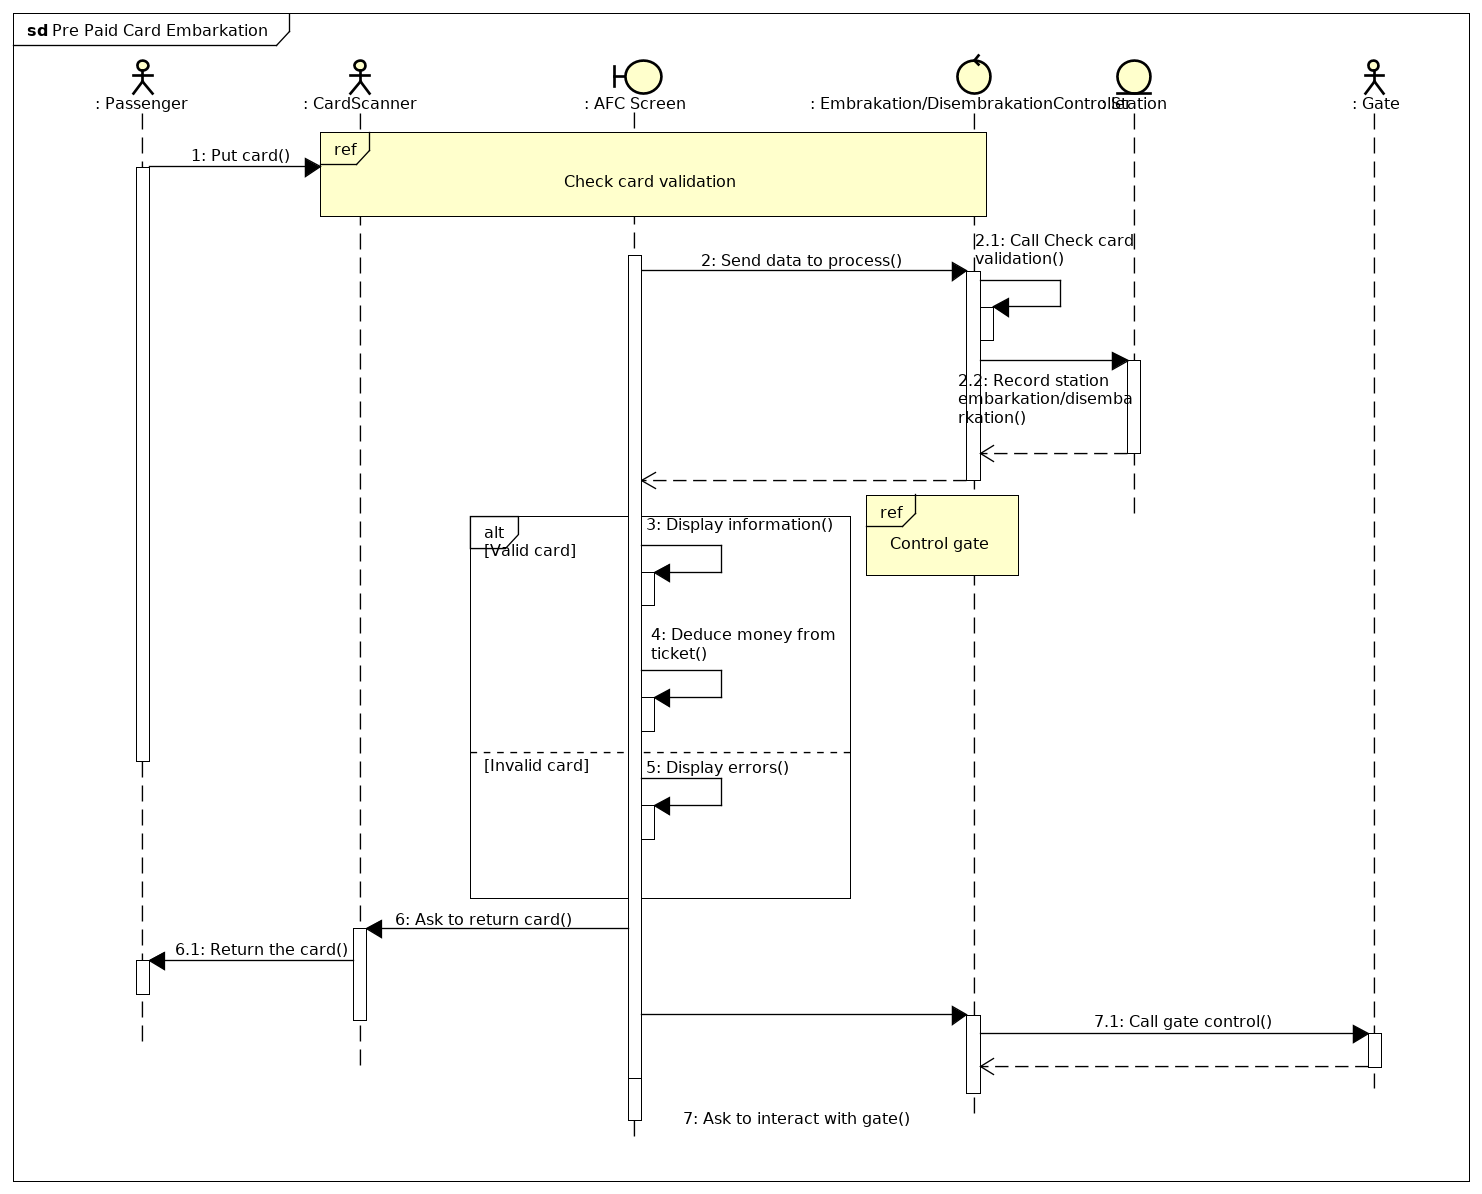 sd Pre Paid Card Embarkation
: Passenger
: CardScanner
: AFC Screen
: Embrakation/DisembrakationController
: Station
: Gate
ref
1: Put card()
Check card validation
2.1: Call Check card
validation()
2: Send data to process()
2.2: Record station
embarkation/disemba
rkation()
ref
Control gate
alt
[Valid card]
3: Display information()
4: Deduce money from
ticket()
[Invalid card]
5: Display errors()
6: Ask to return card()
6.1: Return the card()
7.1: Call gate control()
7: Ask to interact with gate()